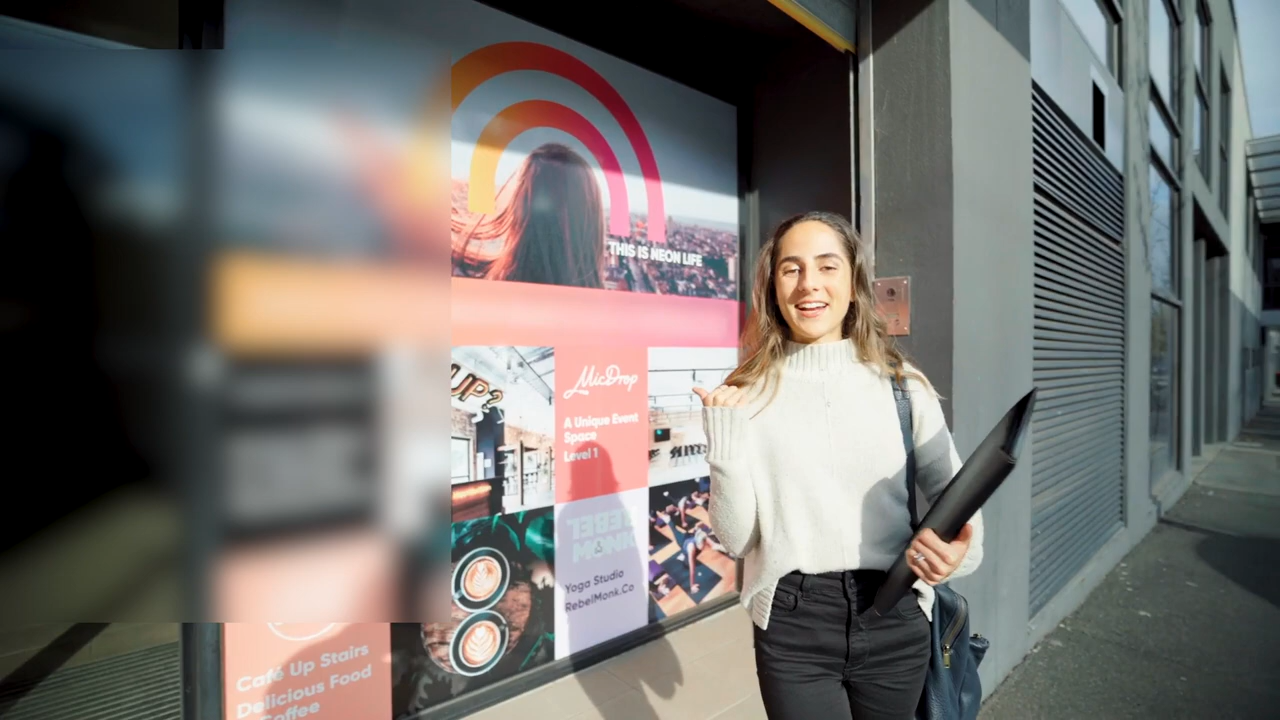 THIS IS NEON LIFE
UP?
MicDrop
A Unique Event
Space
Level 1
REBEL
MONK
Yoga Studio
RebelMonk.Co
Café Up Stairs
Delicious Food
Coffee